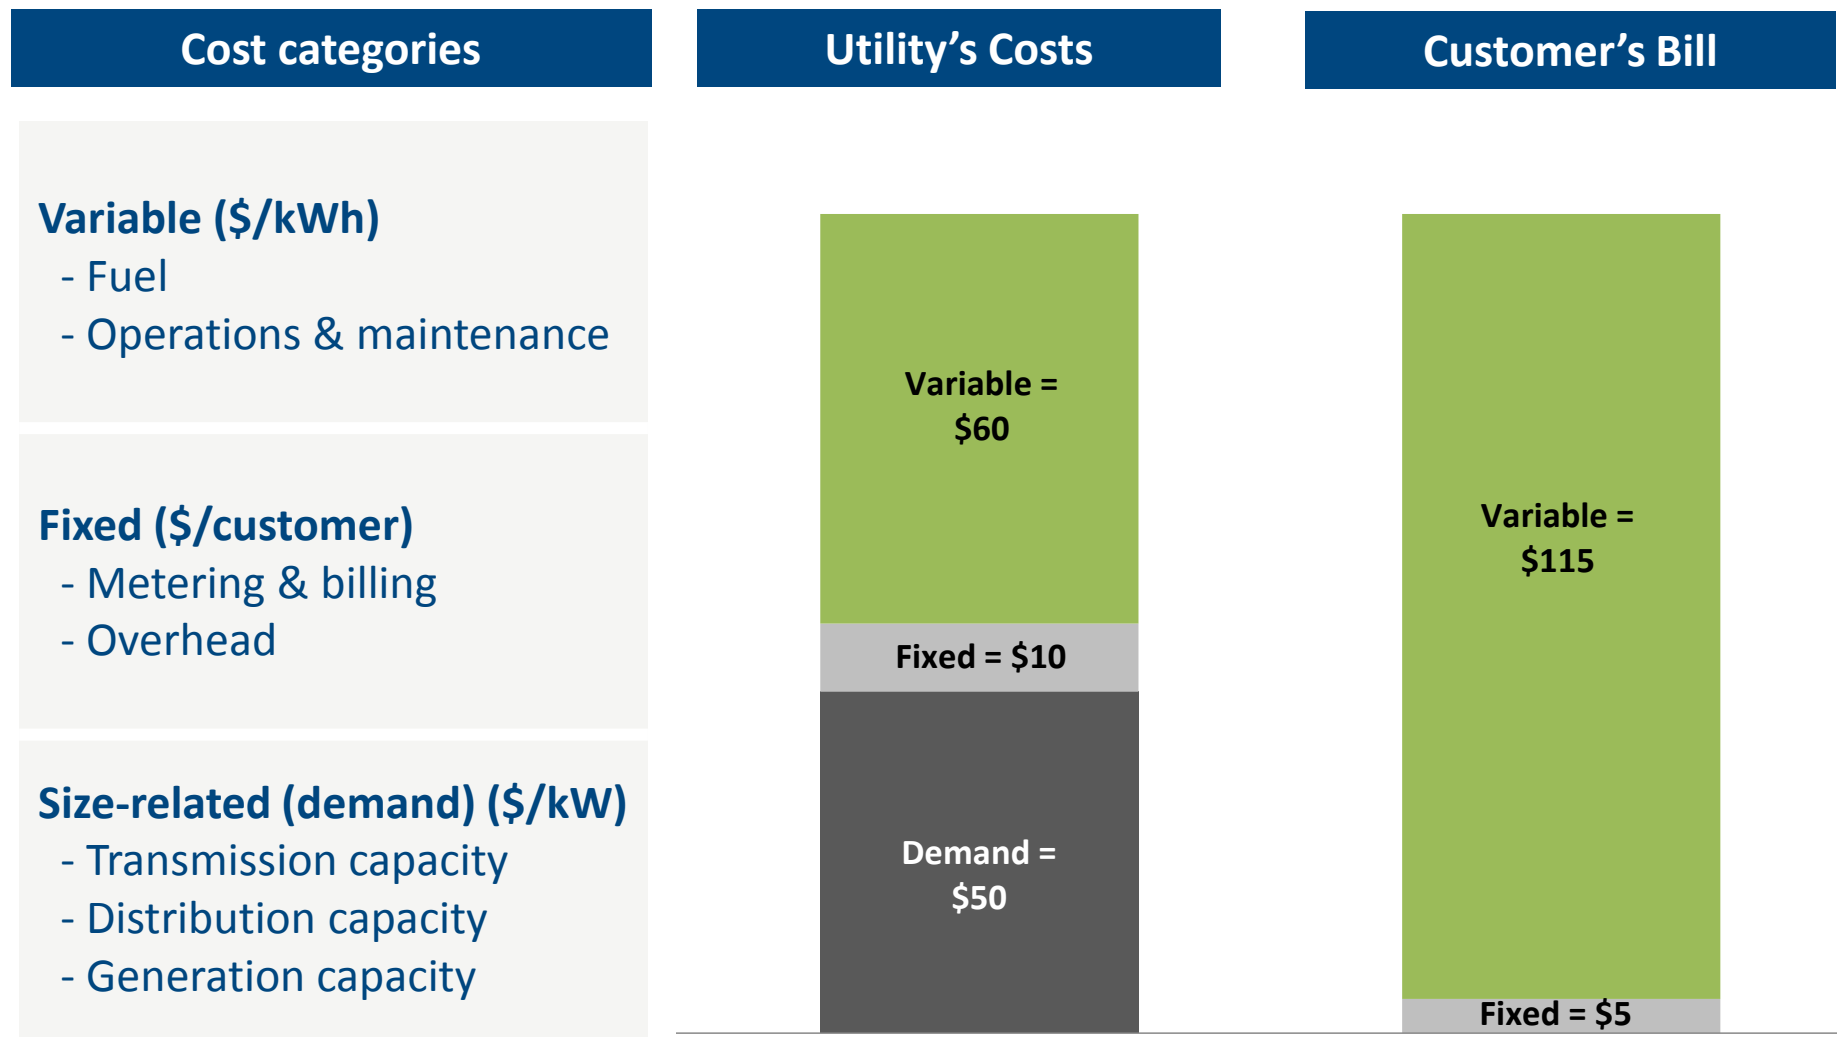 Cost categories
Variable ($/kWh)
- Fuel
- Operations & maintenance
Fixed ($/customer)
- Metering & billing
- Overhead
Size-related (demand) ($/kW)
- Transmission capacity
- Distribution capacity
- Generation capacity
Utility’s Costs
Variable =
$60
Fixed = $10
Demand =
$50
Customer’s Bill
Variable =
$115
Fixed = $5